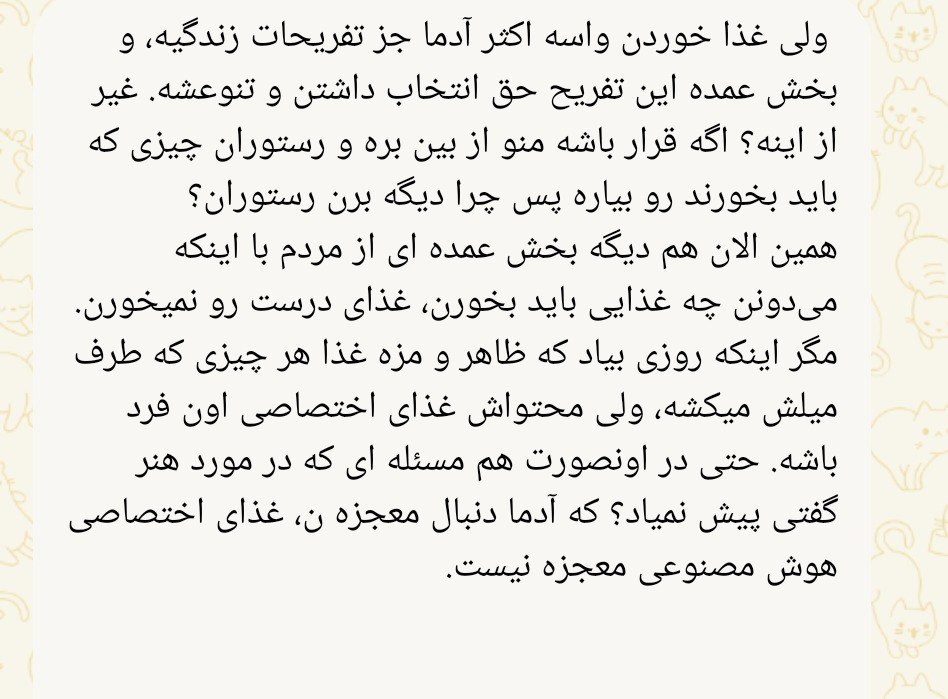 ولی غذا خوردن واسه اکثر آدما جز تفریحات زندگیه، و
بخش عمده این تفریح حق انتخاب داشتن و تنوعشه. غیر
از اینه؟ اگه قرار باشه منو از بین بره و رستوران چیزی که
باید بخورند رو بیاره پس چرا دیگه برن رستوران؟
همین الان هم دیگه بخش عمده ای از مردم با اینکه
می‌دونن چه غذایی باید بخورن، غذای درست رو نمیخورن.
مگر اینکه روزی بیاد که ظاهر و مزه غذا هر چیزی که طرف
میلش میکشه، ولی محتواش غذای اختصاصی اون فرد
باشه. حتی در اونصورت هم مسئله ای که در مورد هنر
گفتی پیش نمیاد؟ که آدما دنبال معجزه ن، غذای اختصاصی
هوش مصنوعی معجزه نیست.